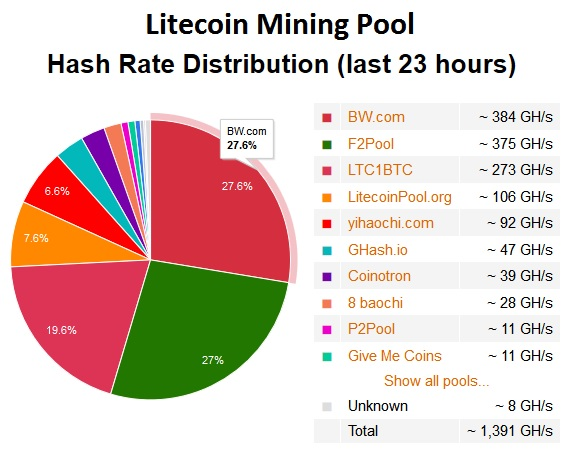 Litecoin Mining Pool
Hash Rate Distribution (last 23 hours)
BW.com
27.6%
27.6%
6.6%
7.6%
19.6%
27%
BW.com ~ 384 GH/s
F2Pool ~ 375 GH/s
LTC1BTC ~ 273 GH/s
LitecoinPool.org ~ 106 GH/s
yihaochi.com ~ 92 GH/s
GHash.io ~ 47 GH/s
Coinotron ~ 39 GH/s
8 baochi ~ 28 GH/s
P2Pool ~ 11 GH/s
Give Me Coins ~ 11 GH/s
Show all pools...
Unknown ~ 8 GH/s
Total ~ 1,391 GH/s